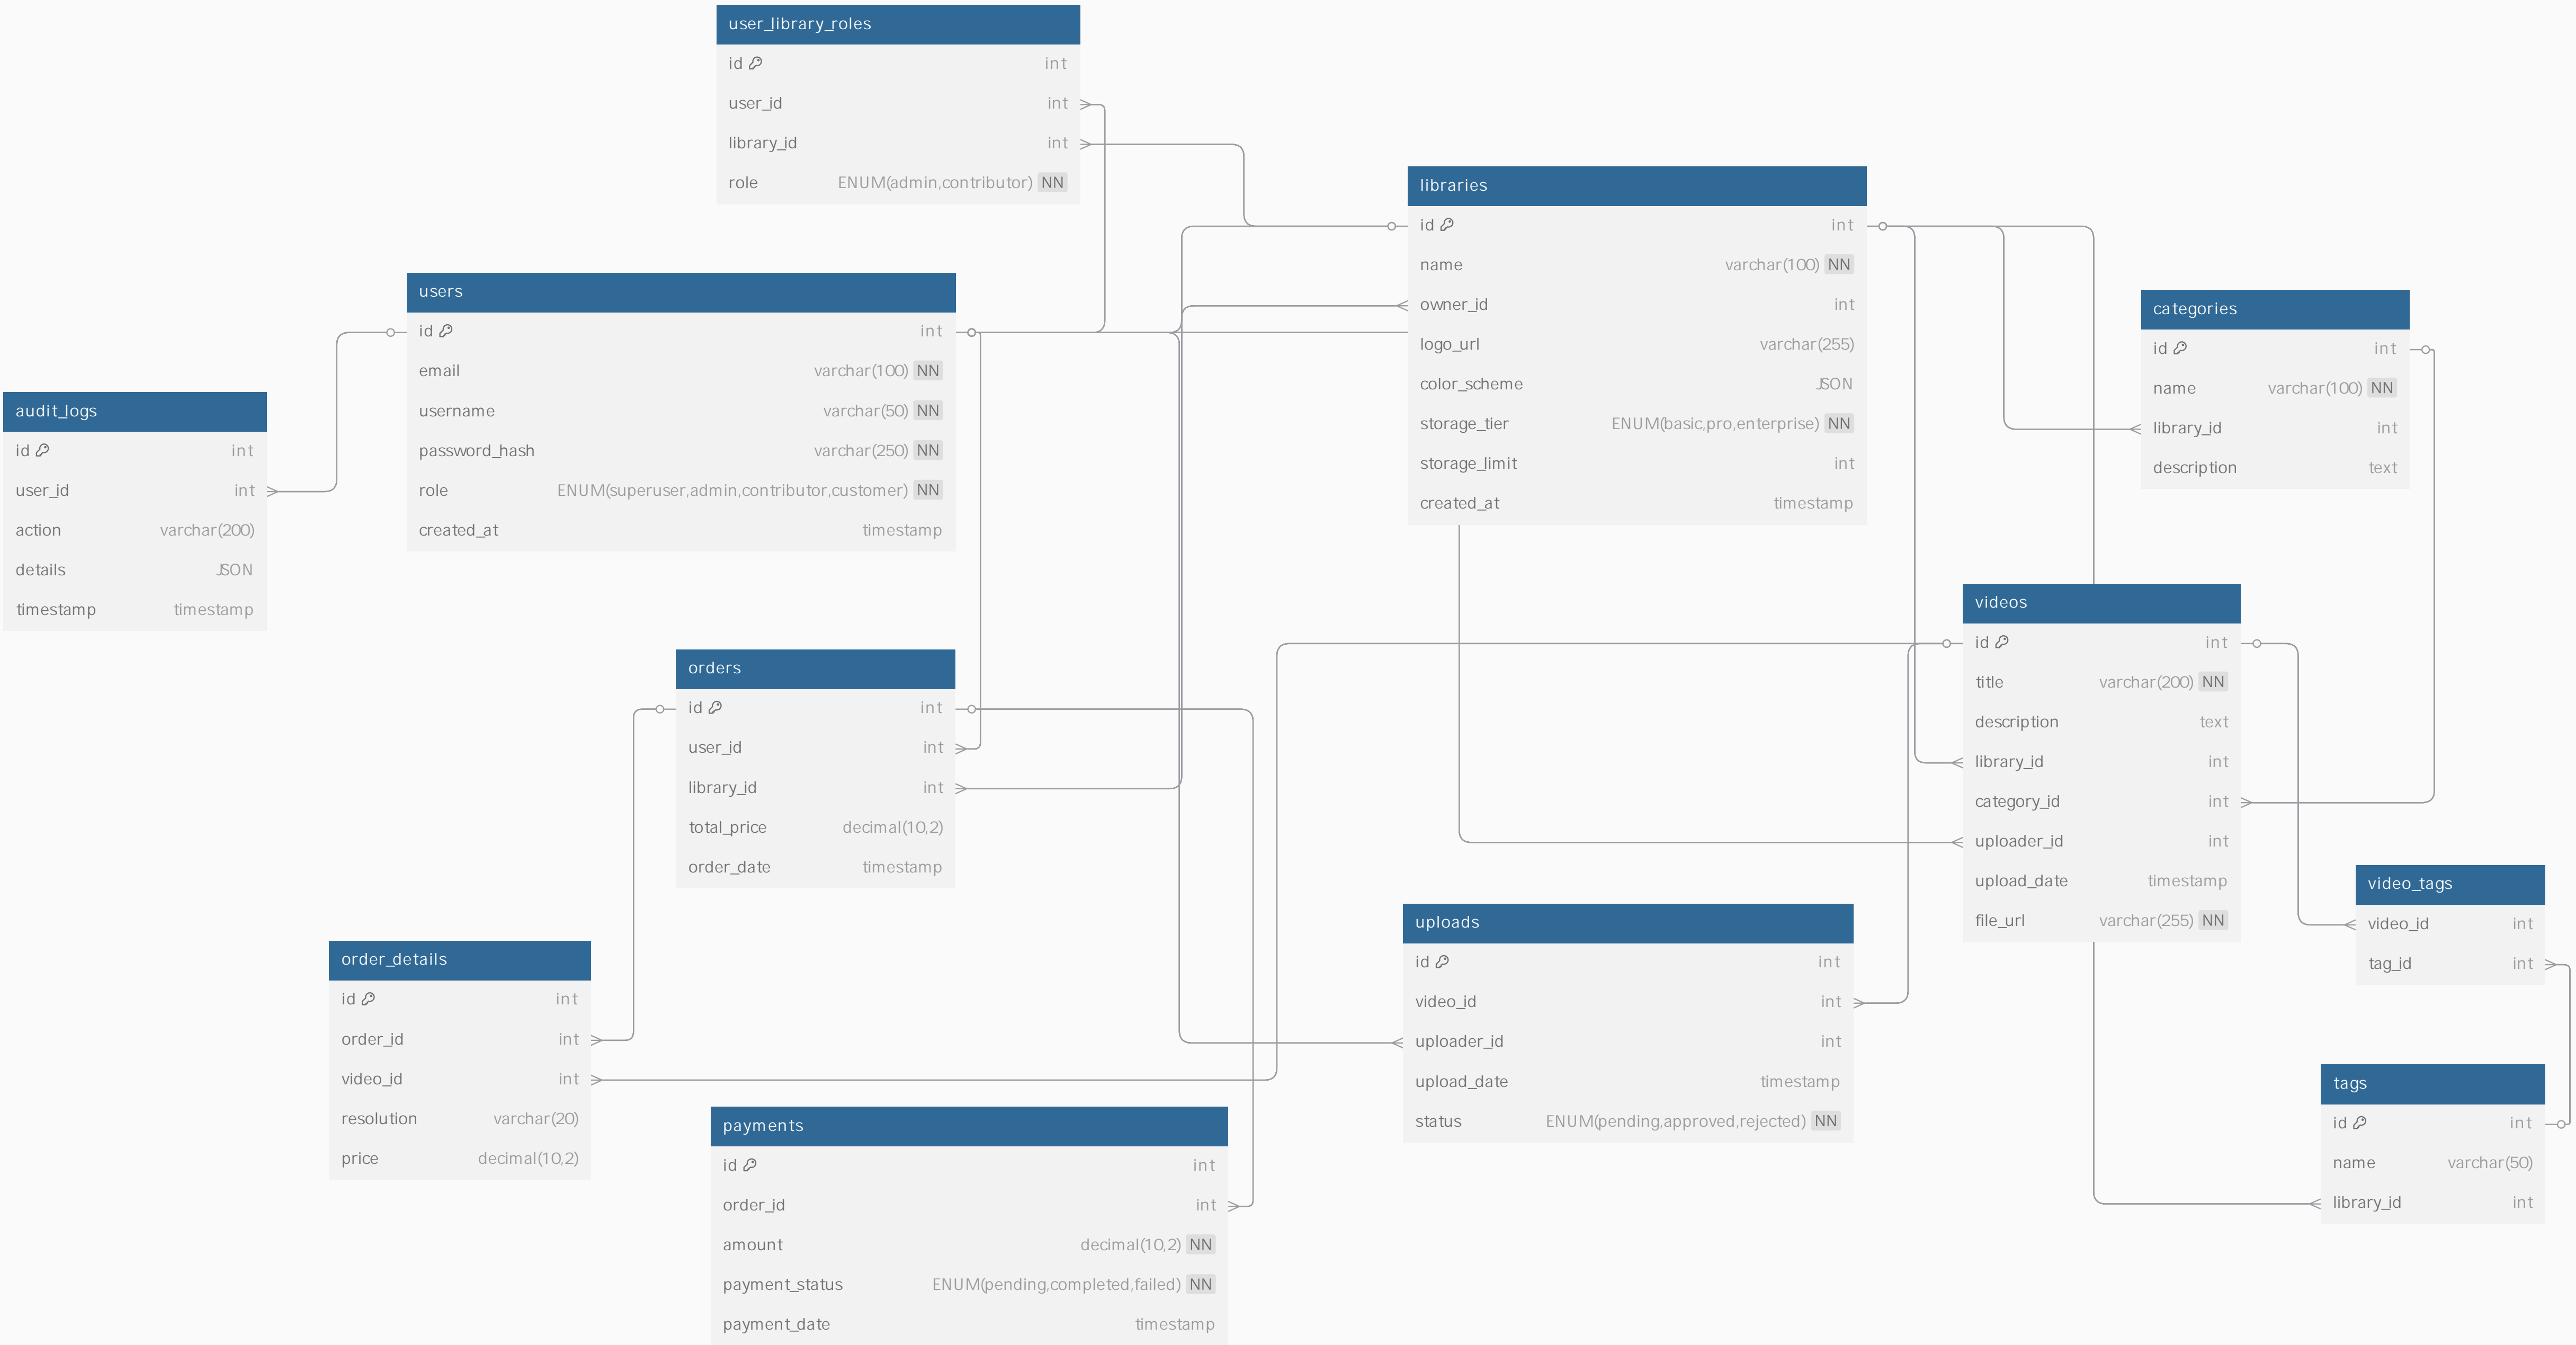 user_library_roles
id int
user_id int
library_id int
role ENUM(admin,contributor) NN
libraries
id int
name varchar(100) NN
owner_id int
logo_url varchar(255)
color_scheme JSON
storage_tier ENUM(basic,pro,enterprise) NN
storage_limit int
created_at timestamp
users
id int
email varchar(100) NN
username varchar(50) NN
password_hash varchar(250) NN
role ENUM(superuser,admin,contributor,customer) NN
created_at timestamp
categories
id int
name varchar(100) NN
library_id int
description text
audit_logs
id int
user_id int
action varchar(200)
details JSON
timestamp timestamp
videos
id int
title varchar(200) NN
description text
library_id int
category_id int
uploader_id int
upload_date timestamp
file_url varchar(255) NN
orders
id int
user_id int
library_id int
total_price decimal(10,2)
order_date timestamp
video_tags
video_id int
tag_id int
uploads
id int
video_id int
uploader_id int
upload_date timestamp
status ENUM(pending,approved,rejected) NN
order_details
id int
order_id int
video_id int
resolution varchar(20)
price decimal(10,2)
tags
id int
name varchar(50)
library_id int
payments
id int
order_id int
amount decimal(10,2) NN
payment_status ENUM(pending,completed,failed) NN
payment_date timestamp